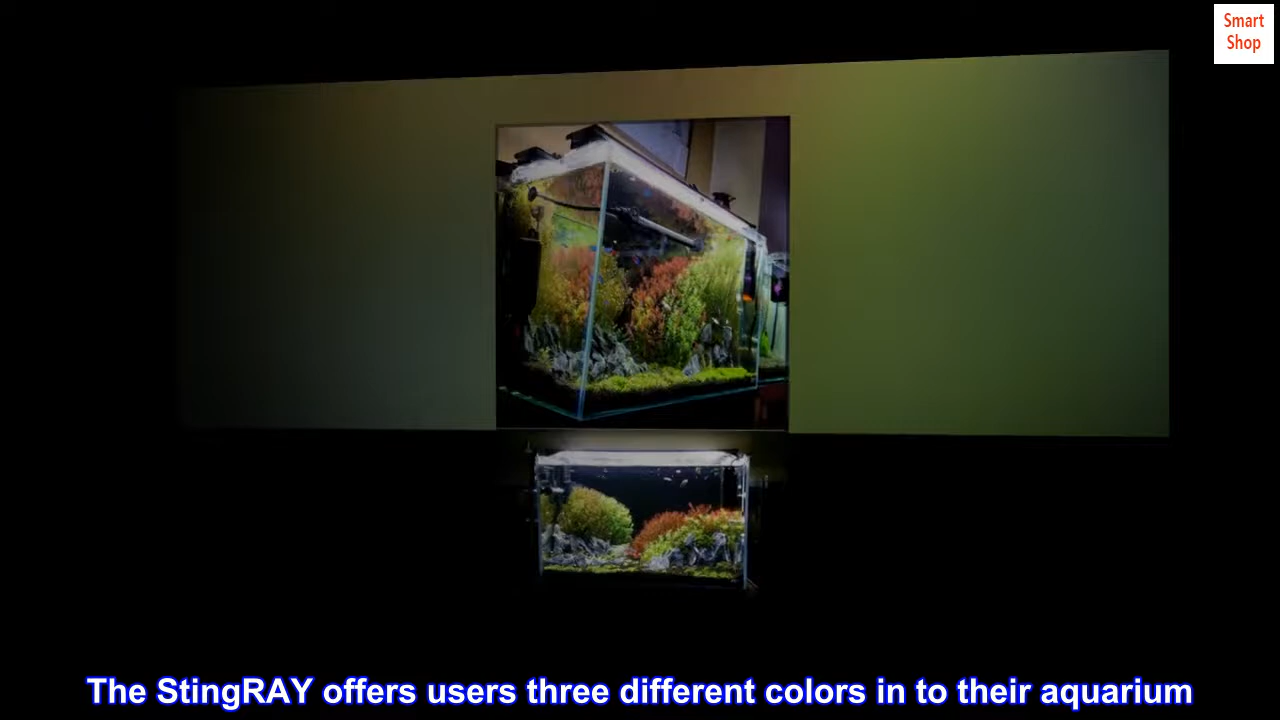 Smart
Shop
The StingRAY offers users three different colors in to their aquarium